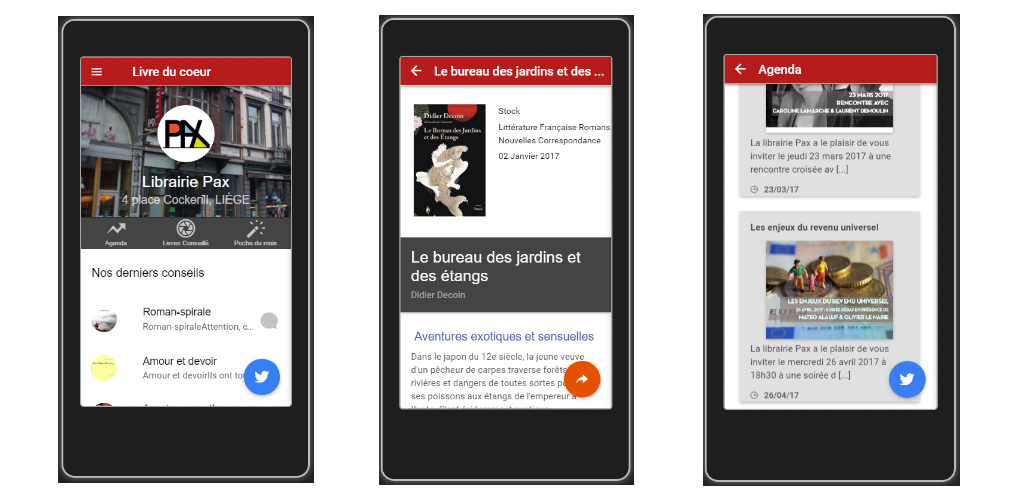 Livre du coeur
PAX
Librairie Pax
4 place Cockerill, LIÈGE
Agenda
Livres Conseillé
Poche du mois
Nos derniers conseils
Roman-spirale
Roman-spiraleAttention, c...
Amour et devoir
Amour et devoirIls ont to
Le bureau des jardins et des ...
Didier Decoin
Le Bureau des Jardins
et des Étangs
Stock
Littérature Française Romans
Nouvelles Correspondance
02 Janvier 2017
Le bureau des jardins et
des étangs
Didier Decoin
Aventures exotiques et sensuelles
Dans le japon du 12e siècle, la jeune veuve
d'un pêcheur de carpes traverse forêts
rivières et dangers de toutes sortes p
ses poissons aux étangs de l'empereur à
Agenda
23 MARS 2017
RENCONTRE AVEC
CAROLINE LAMARCHE & LAURENT DEMOULIN
La librairie Pax a le plaisir de vous
inviter le jeudi 23 mars 2017 à une
rencontre croisée av [...]
23/03/17
Les enjeux du revenu universel
LES ENJEUX DU REVENU UNIVERSEL
26 AVRIL 2017 : SOIRÉE DÉBAT EN PRÉSENCE DE
MATEO ALALUF & OLIVIER LE NAIRE
La librairie Pax a le plaisir de vous
inviter le mercredi 26 avril 2017 à
18h30 à une soirée d [...]
26/04/17